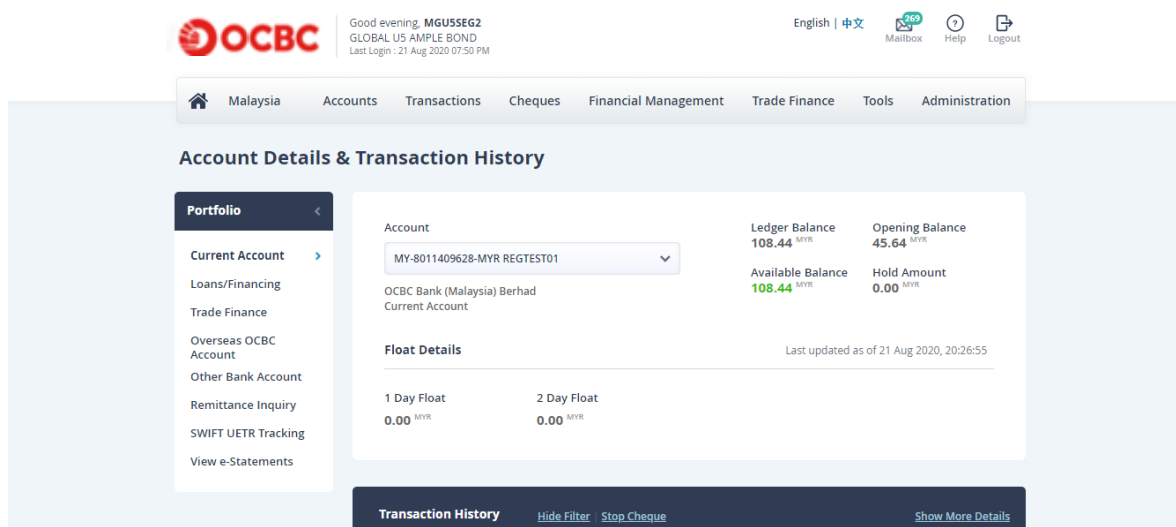 OCBC
Good evening, MGU5SEG2
GLOBAL U5 AMPLE BOND
Last Login : 21 Aug 2020 07:50 PM
English | 中文
269
Mailbox
Help
Logout
Malaysia Accounts Transactions Cheques Financial Management Trade Finance Tools Administration
Account Details & Transaction History
Portfolio
Current Account
Loans/Financing
Trade Finance
Overseas OCBC
Account
Other Bank Account
Remittance Inquiry
SWIFT UETR Tracking
View e-Statements
Account
MY-8011409628-MYR REGTEST01
OCBC Bank (Malaysia) Berhad
Current Account
Ledger Balance
108.44 MYR
Opening Balance
45.64 MYR
Available Balance
108.44 MYR
Hold Amount
0.00 MYR
Float Details
Last updated as of 21 Aug 2020, 20:26:55
1 Day Float
0.00 MYR
2 Day Float
0.00 MYR
Transaction History
Hide Filter | Stop Cheque
Show More Details